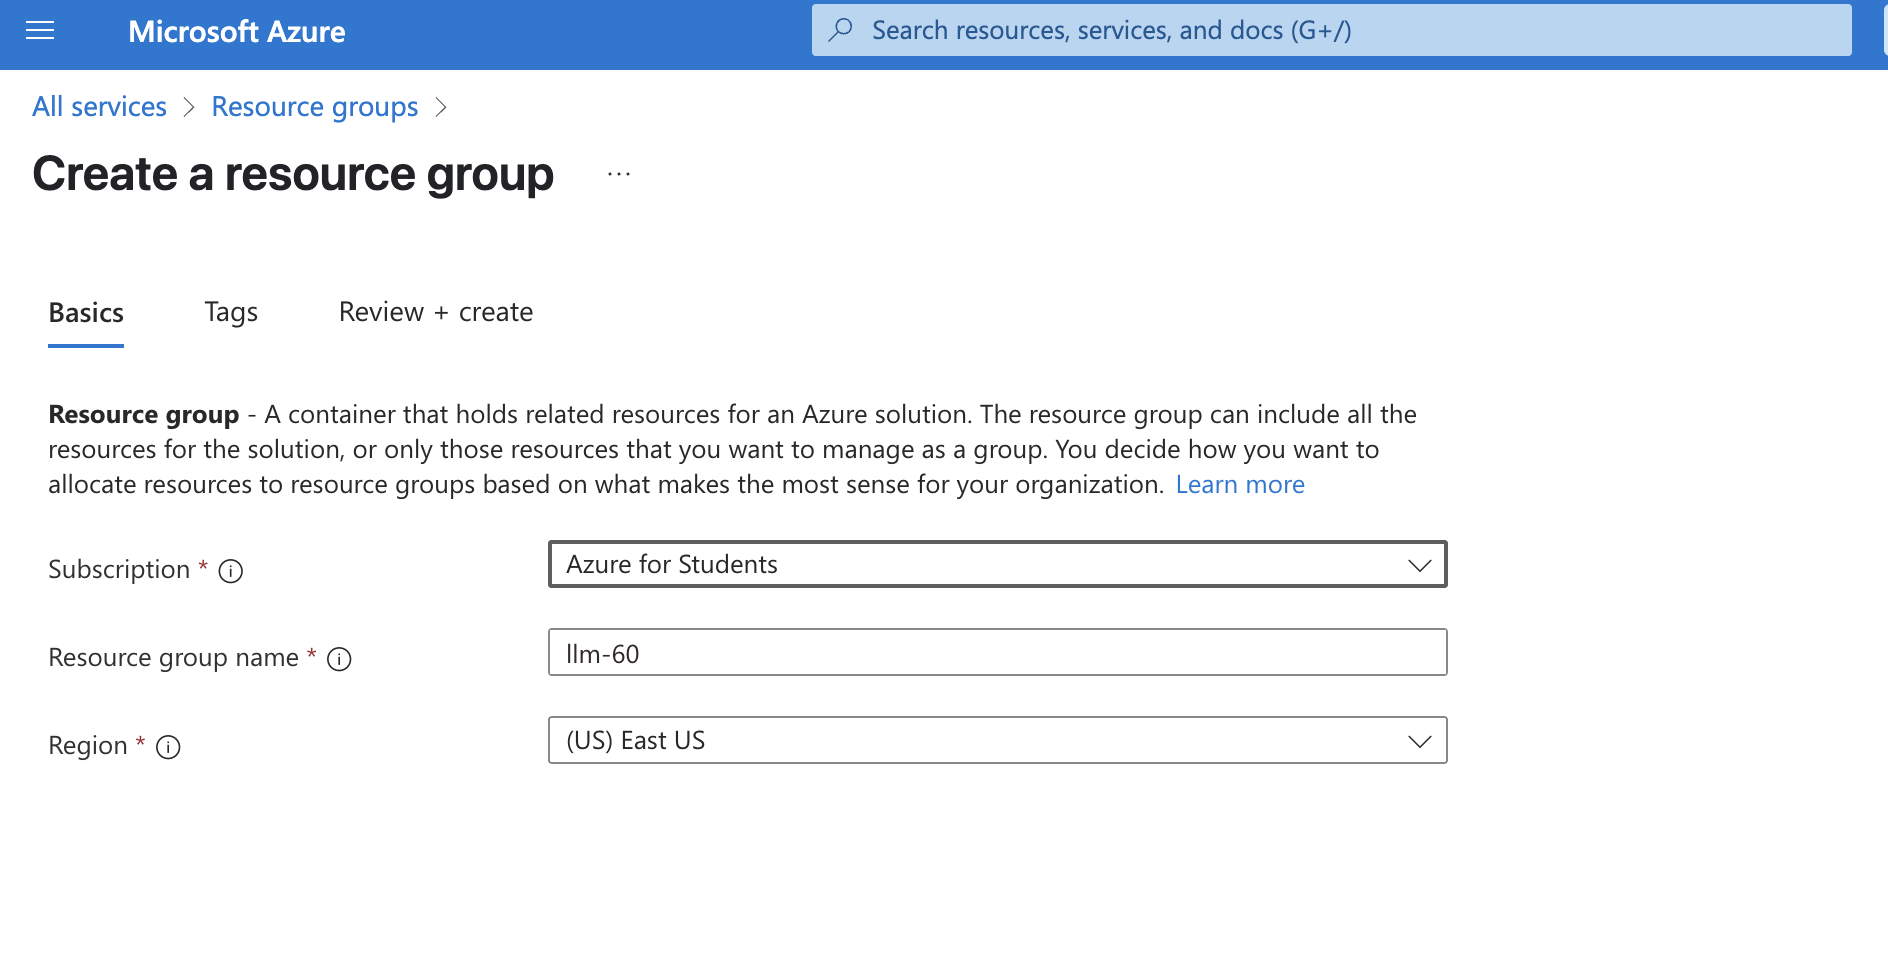 Microsoft Azure
Search resources, services, and docs (G+/)
All services > Resource groups >
Create a resource group ...
Basics Tags Review + create
Resource group - A container that holds related resources for an Azure solution. The resource group can include all the
resources for the solution, or only those resources that you want to manage as a group. You decide how you want to
allocate resources to resource groups based on what makes the most sense for your organization. Learn more
Subscription * Azure for Students
Resource group name * llm-60
Region * (US) East US